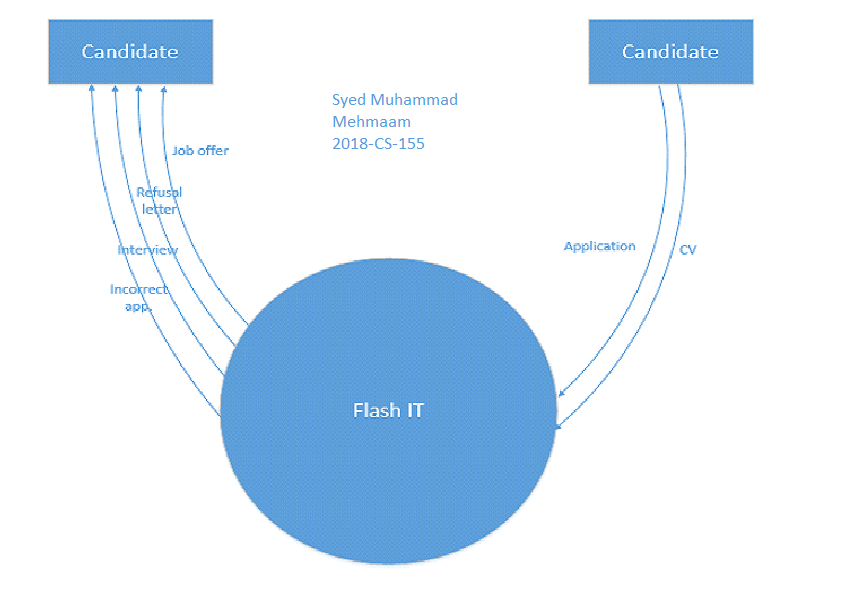 Candidate
Candidate
Syed Muhammad
Mehmaam
2018-CS-155
Job offer
Refusal
letter
Interview
Incorrect
app.
Application
CV
Flash IT